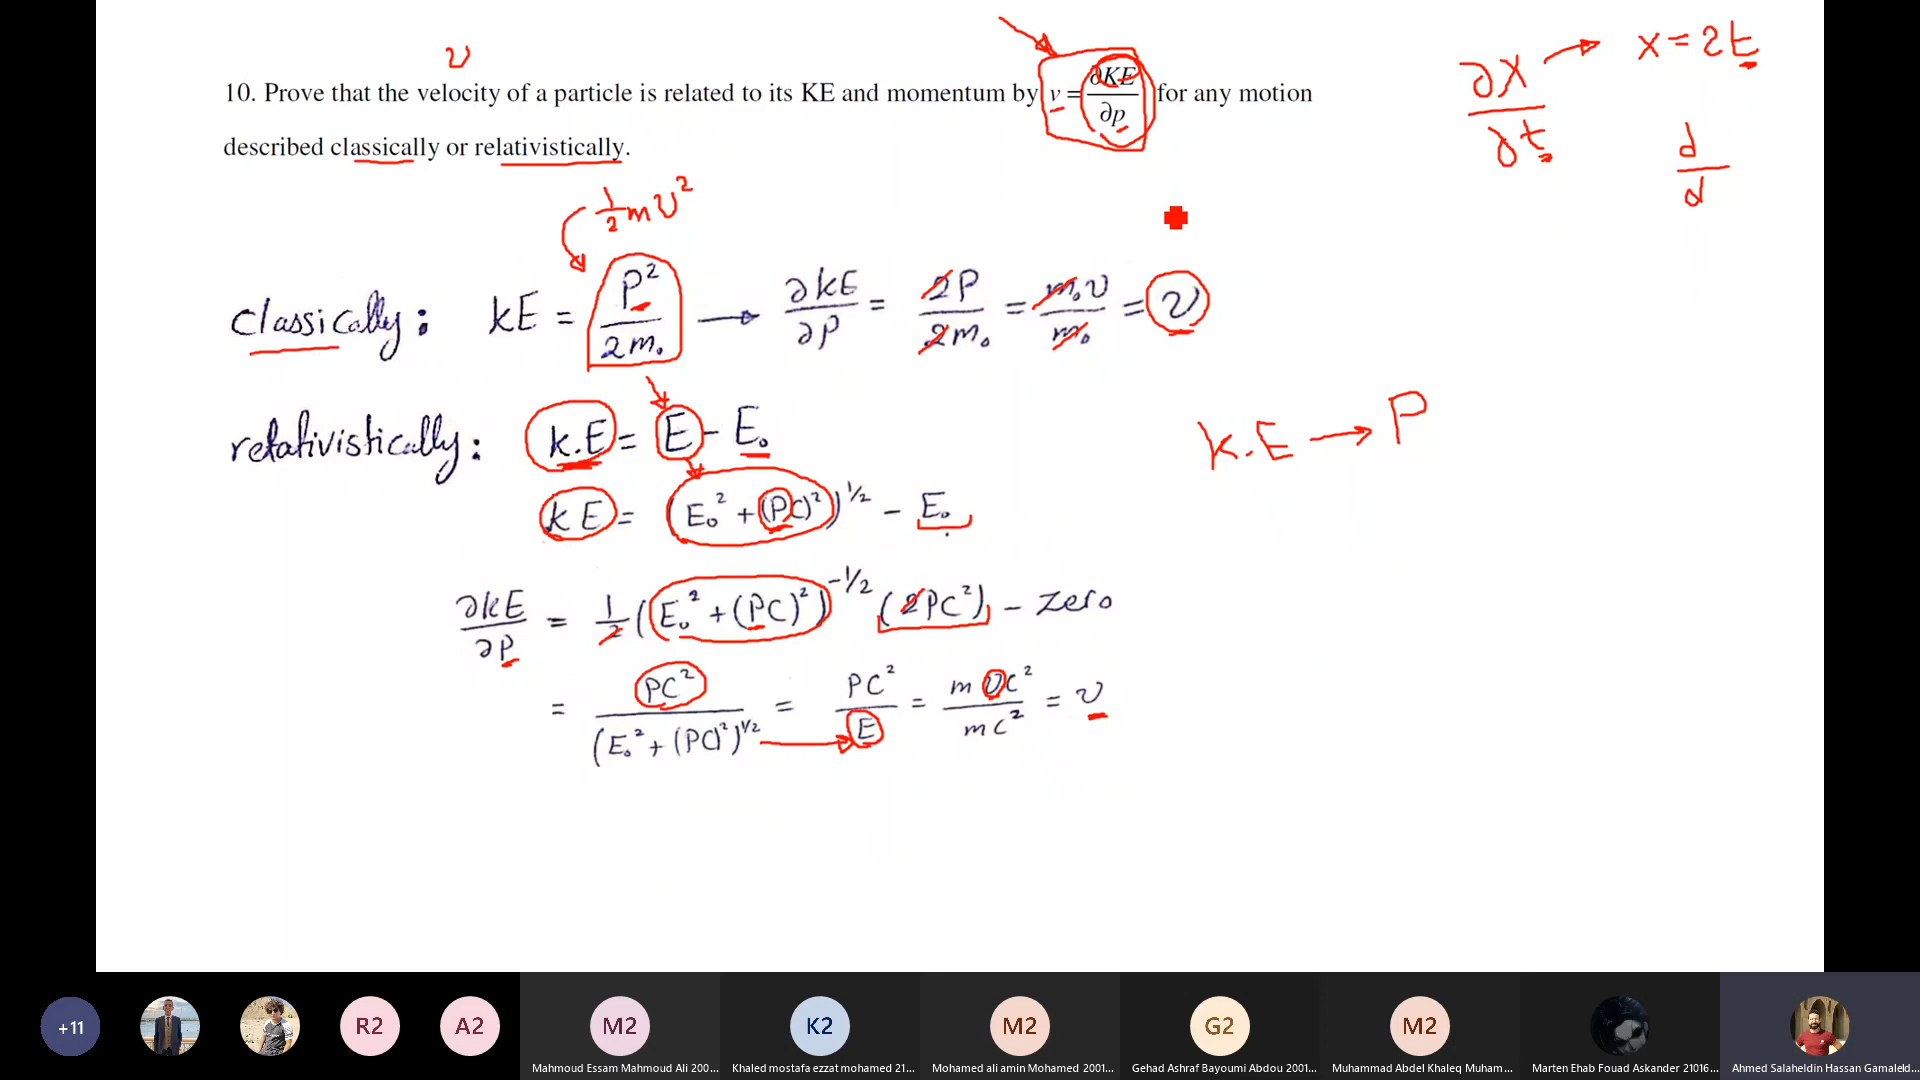 υ
∂X/∂t → x = 2t
10. Prove that the velocity of a particle is related to its KE and momentum by v = ∂KE/∂p for any motion
described classically or relativistically.
d/d
1/2 mυ²
Classically: kE = P²/2m₀ → ∂kE/∂P = 2P/2m₀ = m₀υ/m₀ = υ
k.E → P
relativistically: k.E = E - E₀
kE = (E₀² + (PC)²)^1/2 - E₀
∂kE/∂P = 1/2 (E₀² + (PC)²)^-1/2 (2PC²) - zero
= PC²/(E₀² + (PC)²)^1/2 = PC²/E = mυC²/mC² = υ
+11
R2
A2
M2
K2
M2
G2
M2
Mahmoud Essam Mahmoud Ali 200...
Khaled mostafa ezzat mohamed 21...
Mohamed ali amin Mohamed 2001...
Gehad Ashraf Bayoumi Abdou 2001...
Muhammad Abdel Khaleq Muham...
Marten Ehab Fouad Askander 21016...
Ahmed Salaheldin Hassan Gamaleld...